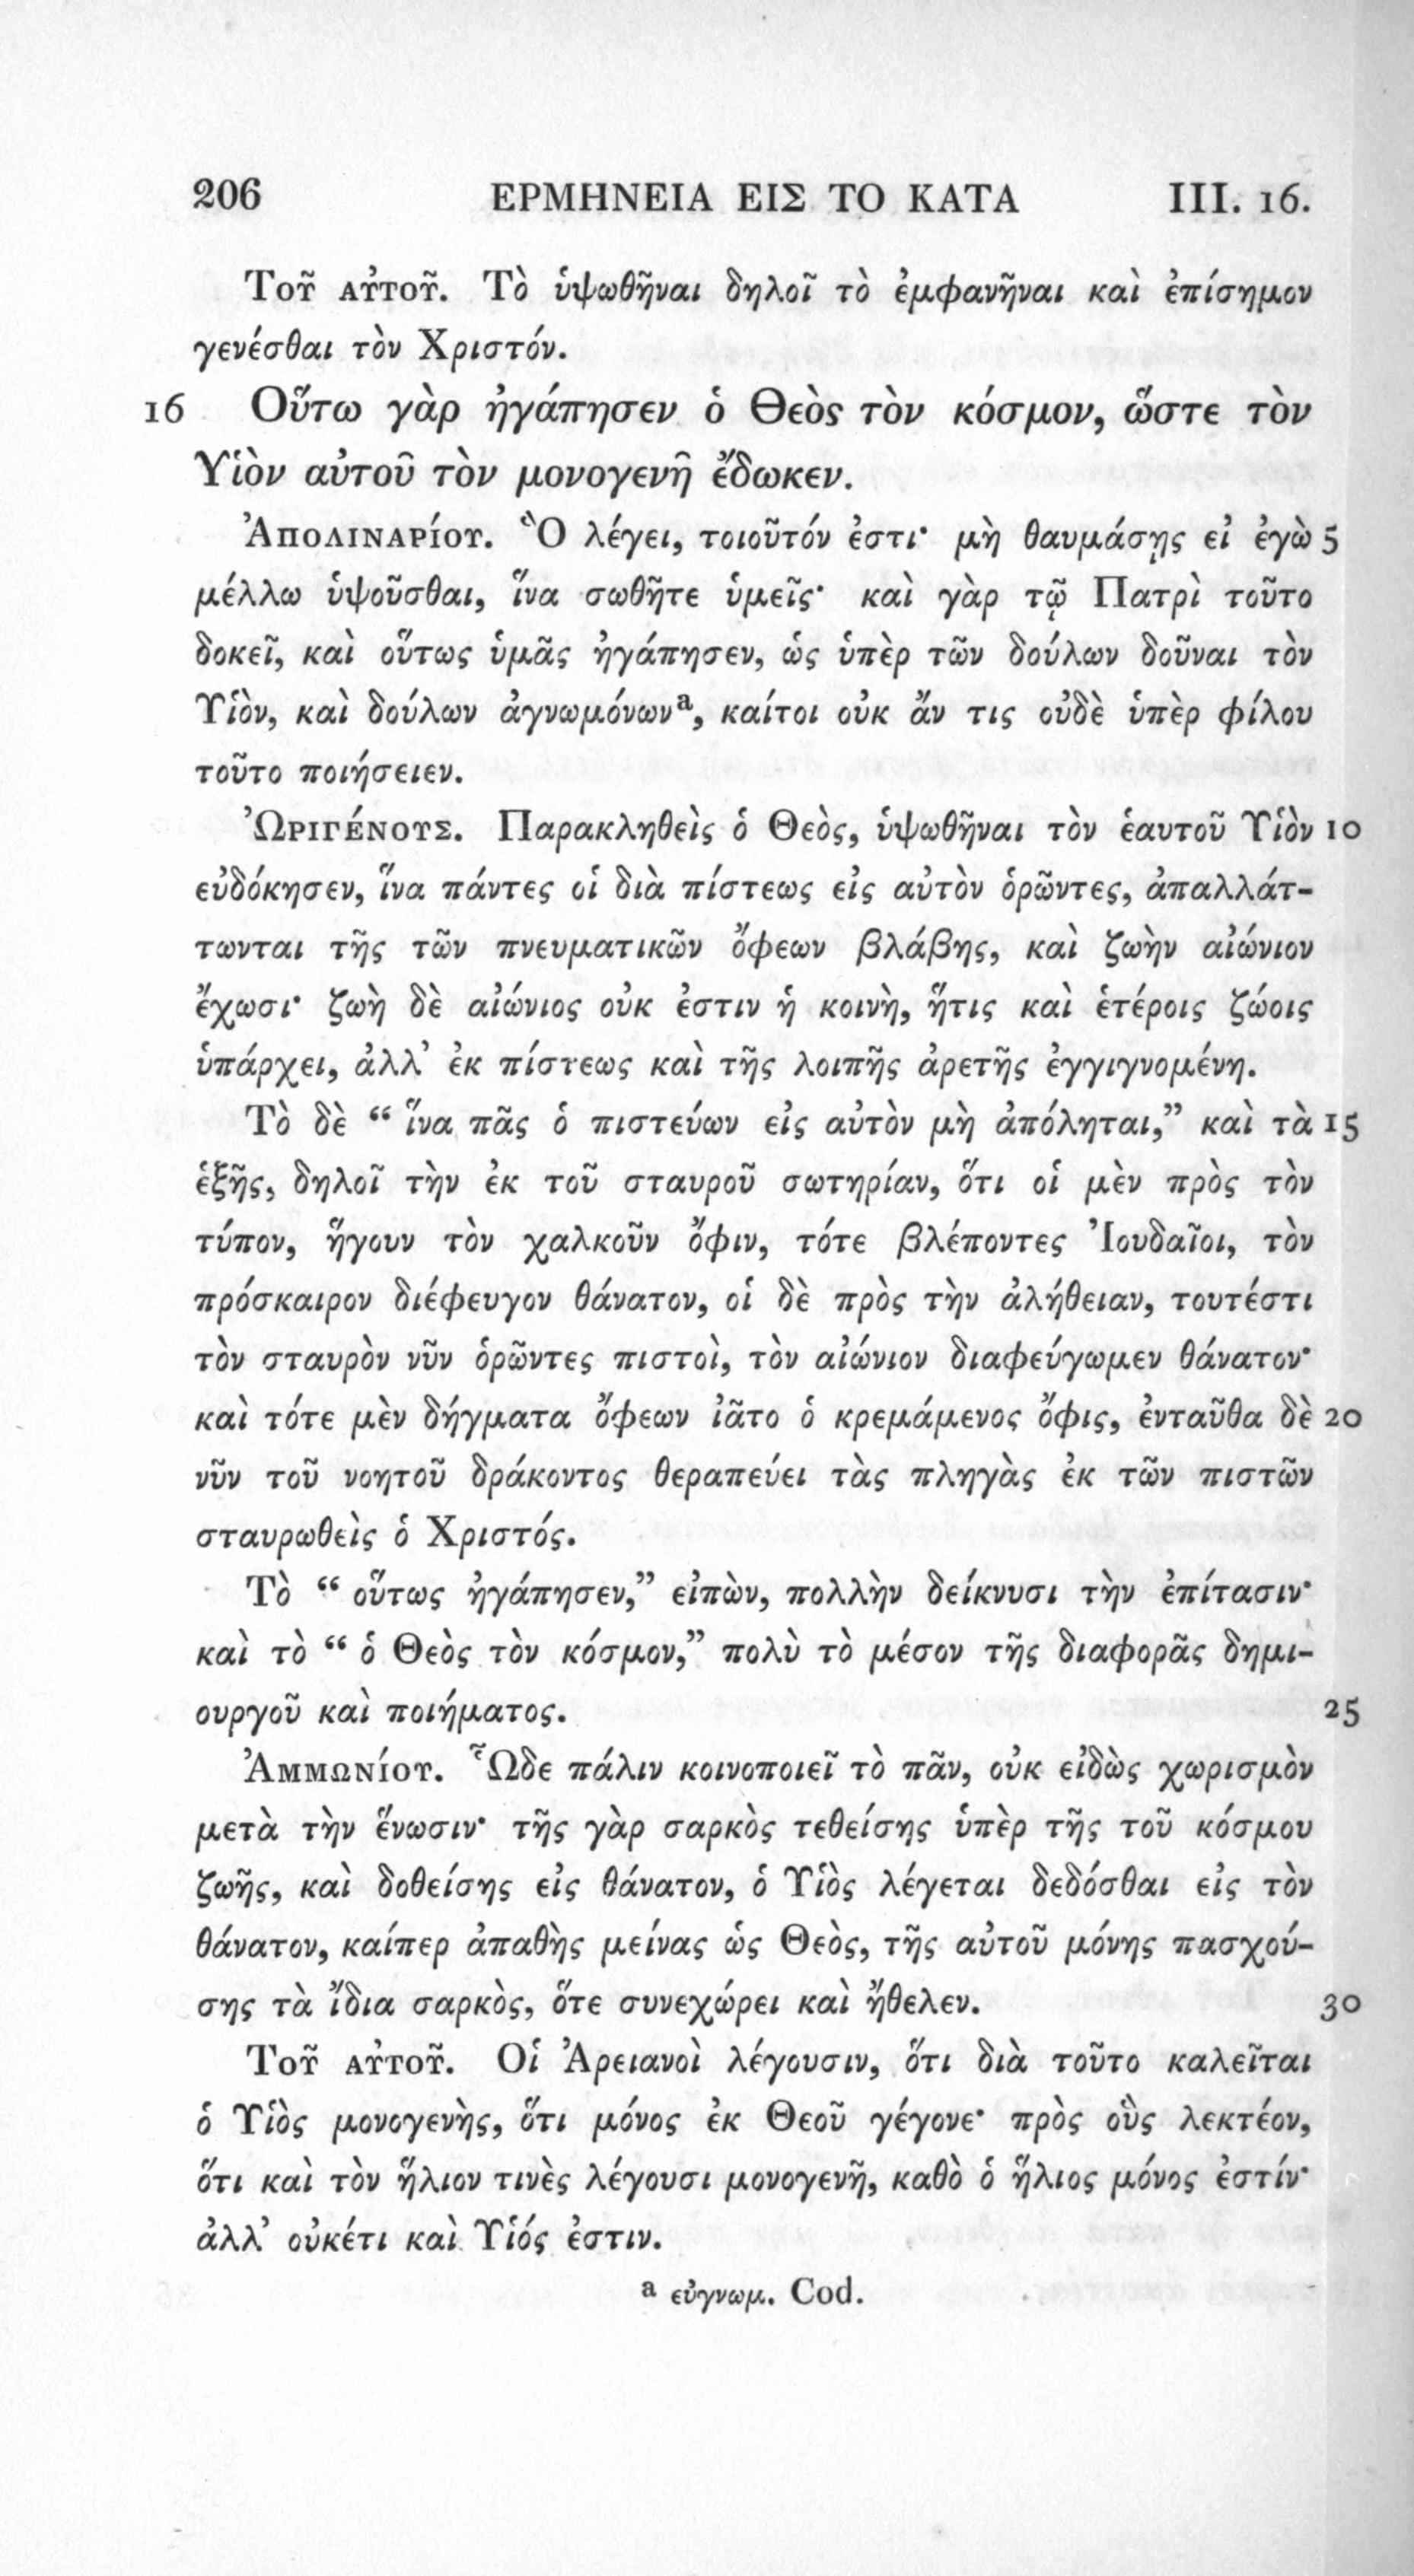 206 ΕΡΜΗΝΕΙΑ ΕΙΣ ΤΟ ΚΑΤΑ III. 16.
Τοῦ αὐτοῦ. Τὸ ὑψωθῆναι δηλοῖ τὸ ἐμφανῆναι καὶ ἐπίσημον
γενέσθαι τὸν Χριστόν.
16 Οὕτω γὰρ ἠγάπησεν ὁ Θεὸς τὸν κόσμον, ὥστε τὸν
Υἱὸν αὐτοῦ τὸν μονογενῆ ἔδωκεν.
Ἀπολιναρίου. Ὃ λέγει, τοιοῦτόν ἐστι· μὴ θαυμάσῃς εἰ ἐγὼ 5
μέλλω ὑψοῦσθαι, ἵνα σωθῆτε ὑμεῖς· καὶ γὰρ τῷ Πατρὶ τοῦτο
δοκεῖ, καὶ οὕτως ὑμᾶς ἠγάπησεν, ὡς ὑπὲρ τῶν δούλων δοῦναι τὸν
Υἱὸν, καὶ δούλων ἀγνωμόνων a, καίτοι οὐκ ἄν τις οὐδὲ ὑπὲρ φίλου
τοῦτο ποιήσειεν.
Ὠριγένους. Παρακληθεὶς ὁ Θεὸς, ὑψωθῆναι τὸν ἑαυτοῦ Υἱὸν 10
εὐδόκησεν, ἵνα πάντες οἱ διὰ πίστεως εἰς αὐτὸν ὁρῶντες, ἀπαλλάτ-
τωνται τῆς τῶν πνευματικῶν ὄφεων βλάβης, καὶ ζωὴν αἰώνιον
ἔχωσι· ζωὴ δὲ αἰώνιος οὐκ ἐστιν ἡ κοινὴ, ἥτις καὶ ἑτέροις ζώοις
ὑπάρχει, ἀλλ’ ἐκ πίστεως καὶ τῆς λοιπῆς ἀρετῆς ἐγγιγνομένη.
Τὸ δὲ “ ἵνα πᾶς ὁ πιστεύων εἰς αὐτὸν μὴ ἀπόληται,” καὶ τὰ 15
ἑξῆς, δηλοῖ τὴν ἐκ τοῦ σταυροῦ σωτηρίαν, ὅτι οἱ μὲν πρὸς τὸν
τύπον, ἤγουν τὸν χαλκοῦν ὄφιν, τότε βλέποντες Ἰουδαῖοι, τὸν
πρόσκαιρον διέφευγον θάνατον, οἱ δὲ πρὸς τὴν ἀλήθειαν, τουτέστι
τὸν σταυρὸν νῦν ὁρῶντες πιστοὶ, τὸν αἰώνιον διαφεύγωμεν θάνατον·
καὶ τότε μὲν δήγματα ὄφεων ἰᾶτο ὁ κρεμάμενος ὄφις, ἐνταῦθα δὲ 20
νῦν τοῦ νοητοῦ δράκοντος θεραπεύει τὰς πληγὰς ἐκ τῶν πιστῶν
σταυρωθεὶς ὁ Χριστός.
Τὸ “ οὕτως ἠγάπησεν,” εἰπὼν, πολλὴν δείκνυσι τὴν ἐπίτασιν·
καὶ τὸ “ ὁ Θεὸς τὸν κόσμον,” πολὺ τὸ μέσον τῆς διαφορᾶς δημι-
ουργοῦ καὶ ποιήματος. 25
Ἀμμωνίου. Ὧδε πάλιν κοινοποιεῖ τὸ πᾶν, οὐκ εἰδὼς χωρισμὸν
μετὰ τὴν ἕνωσιν· τῆς γὰρ σαρκὸς τεθείσης ὑπὲρ τῆς τοῦ κόσμου
ζωῆς, καὶ δοθείσης εἰς θάνατον, ὁ Υἱὸς λέγεται δεδόσθαι εἰς τὸν
θάνατον, καίπερ ἀπαθὴς μείνας ὡς Θεὸς, τῆς αὐτοῦ μόνης πασχού-
σης τὰ ἴδια σαρκὸς, ὅτε συνεχώρει καὶ ἤθελεν. 30
Τοῦ αὐτοῦ. Οἱ Ἀρειανοὶ λέγουσιν, ὅτι διὰ τοῦτο καλεῖται
ὁ Υἱὸς μονογενὴς, ὅτι μόνος ἐκ Θεοῦ γέγονε· πρὸς οὓς λεκτέον,
ὅτι καὶ τὸν ἥλιον τινὲς λέγουσι μονογενῆ, καθὸ ὁ ἥλιος μόνος ἐστίν·
ἀλλ’ οὐκέτι καὶ Υἱός ἐστιν.
a εὐγνωμ. Cod.